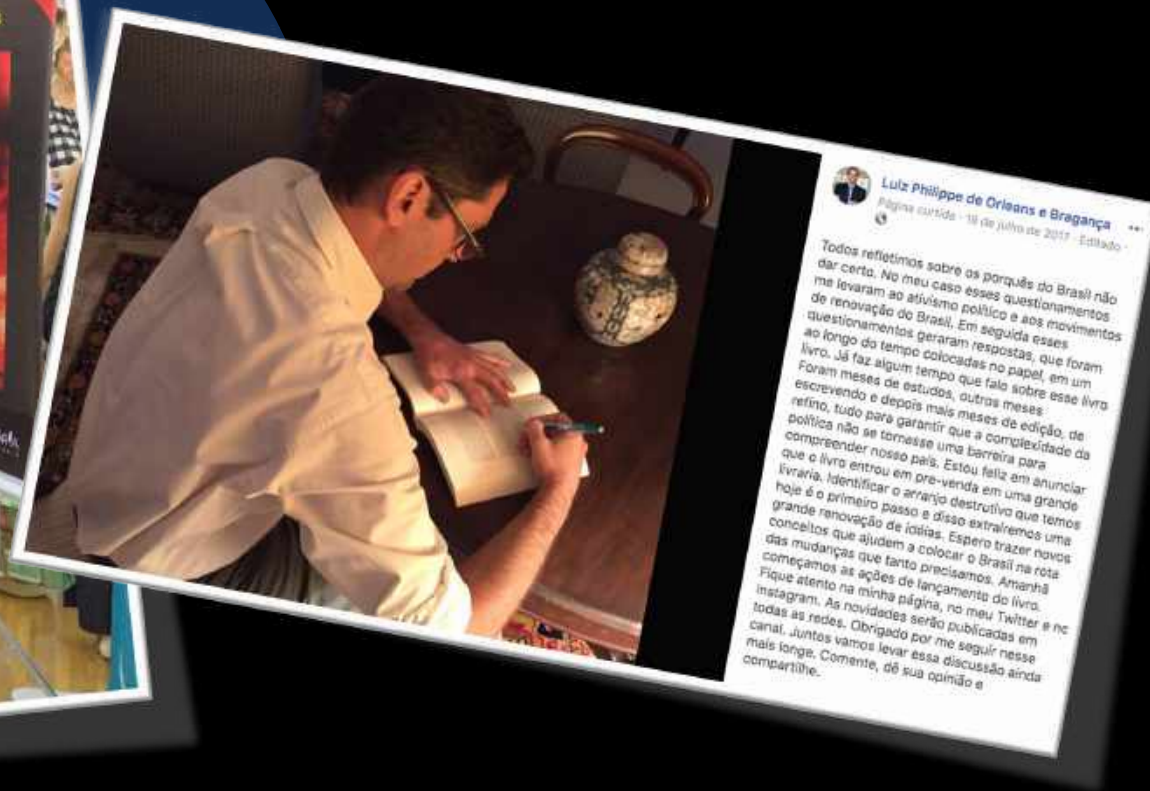 Luiz Philippe de Orleans e Bragança
Página curtida · 18 de julho de 2017 · Editado ·
Todos refletimos sobre os porquês do Brasil não
dar certo. No meu caso esses questionamentos
me levaram ao ativismo político e aos movimentos
de renovação do Brasil. Em seguida esses
questionamentos geraram respostas, que foram
ao longo do tempo colocadas no papel, em um
livro. Já faz algum tempo que falo sobre esse livro
Foram meses de estudos, outros meses
escrevendo e depois mais meses de edição, de
refino, tudo para garantir que a complexidade da
política não se tornasse uma barreira para
compreender nosso país. Estou feliz em anunciar
que o livro entrou em pre-venda em uma grande
livraria. Identificar o arranjo destrutivo que temos
hoje é o primeiro passo e disso extrairemos uma
grande renovação de idéias. Espero trazer novos
conceitos que ajudem a colocar o Brasil na rota
das mudanças que tanto precisamos. Amanhã
começamos as ações de lançamento do livro.
Fique atento na minha página, no meu Twitter e no
Instagram. As novidades serão publicadas em
todas as redes. Obrigado por me seguir nesse
canal. Juntos vamos levar essa discussão ainda
mais longe. Comente, dê sua opinião e
compartilhe.